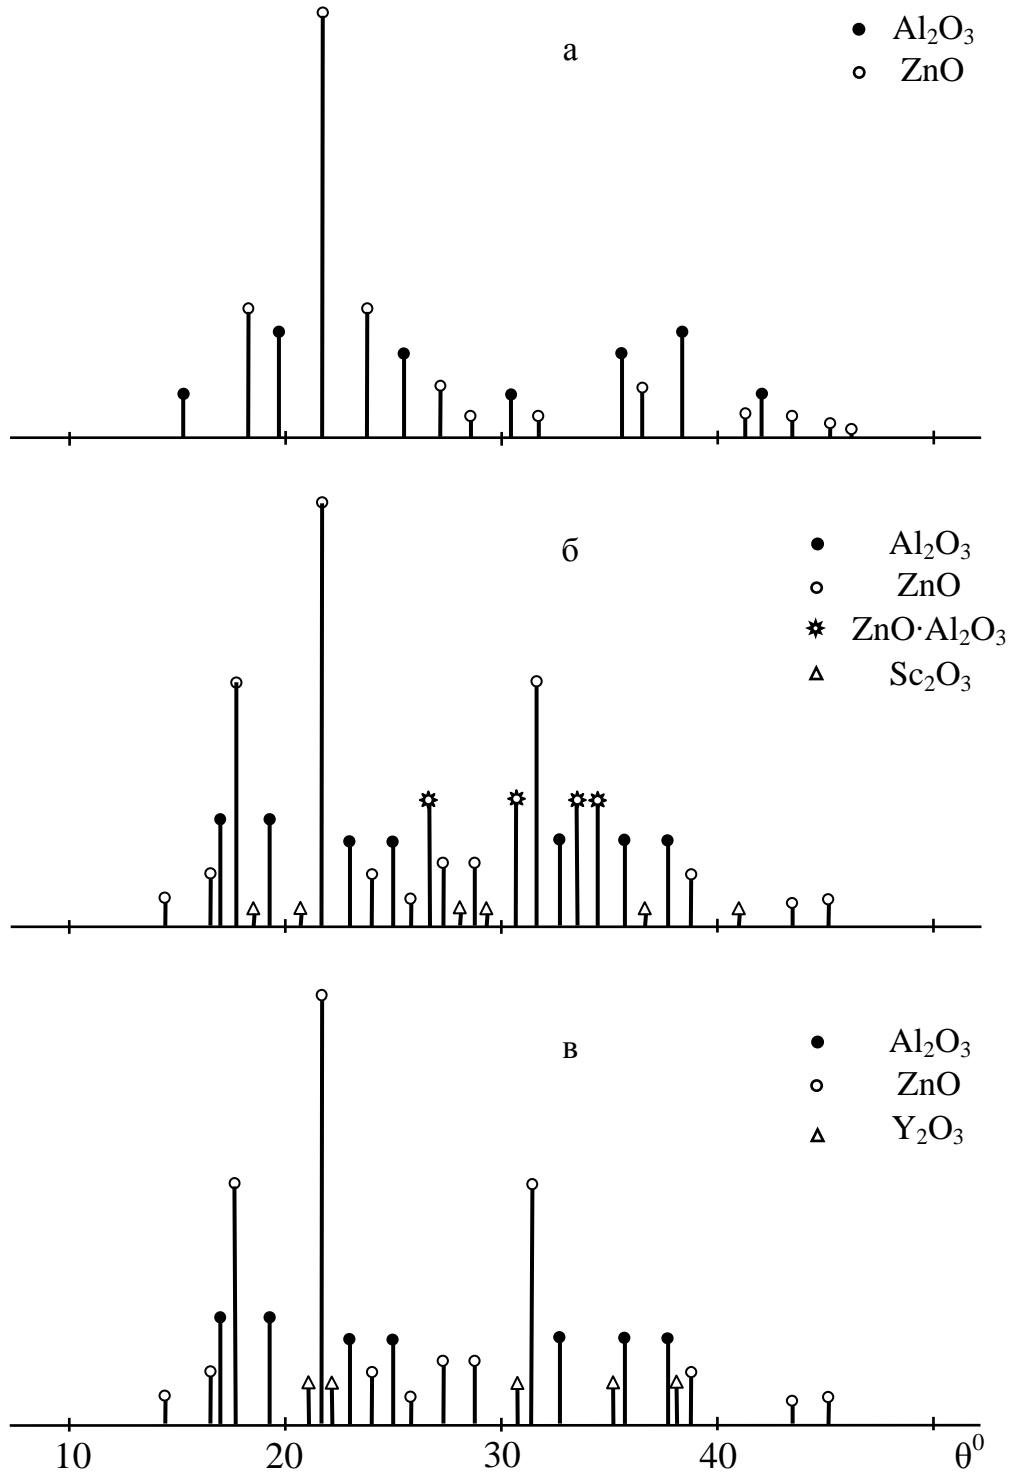 а
Al₂O₃
ZnO
б
Al₂O₃
ZnO
ZnO·Al₂O₃
Sc₂O₃
в
Al₂O₃
ZnO
Y₂O₃
10 20 30 40 θ⁰